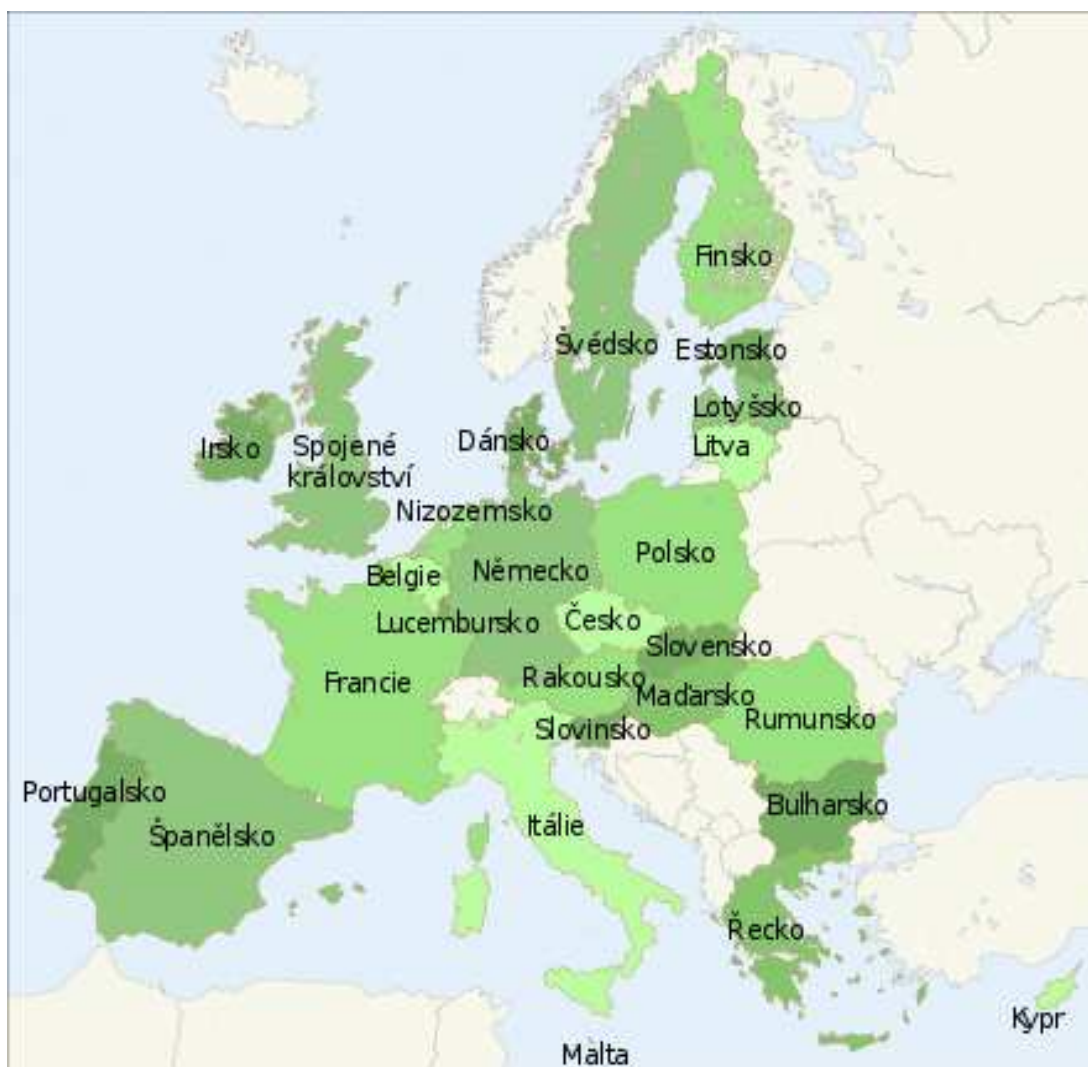 Finsko
Švédsko
Estonsko
Lotyšsko
Litva
Irsko
Spojené
království
Dánsko
Nizozemsko
Polsko
Belgie
Německo
Lucembursko
Česko
Slovensko
Francie
Rakousko
Maďarsko
Rumunsko
Slovinsko
Portugalsko
Španělsko
Itálie
Bulharsko
Řecko
Kypr
Malta